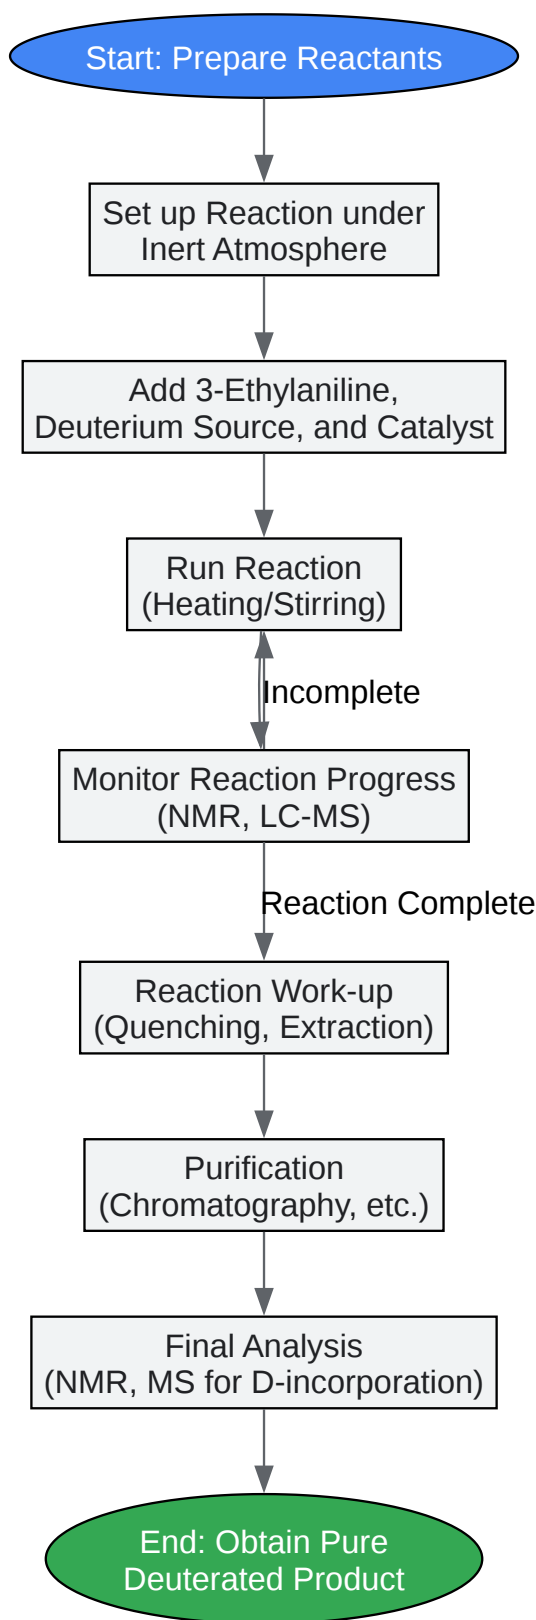 Start: Prepare Reactants
Set up Reaction under
Inert Atmosphere
Add 3-Ethylaniline,
Deuterium Source, and Catalyst
Run Reaction
(Heating/Stirring)
Incomplete
Monitor Reaction Progress
(NMR, LC-MS)
Reaction Complete
Reaction Work-up
(Quenching, Extraction)
Purification
(Chromatography, etc.)
Final Analysis
(NMR, MS for D-incorporation)
End: Obtain Pure
Deuterated Product